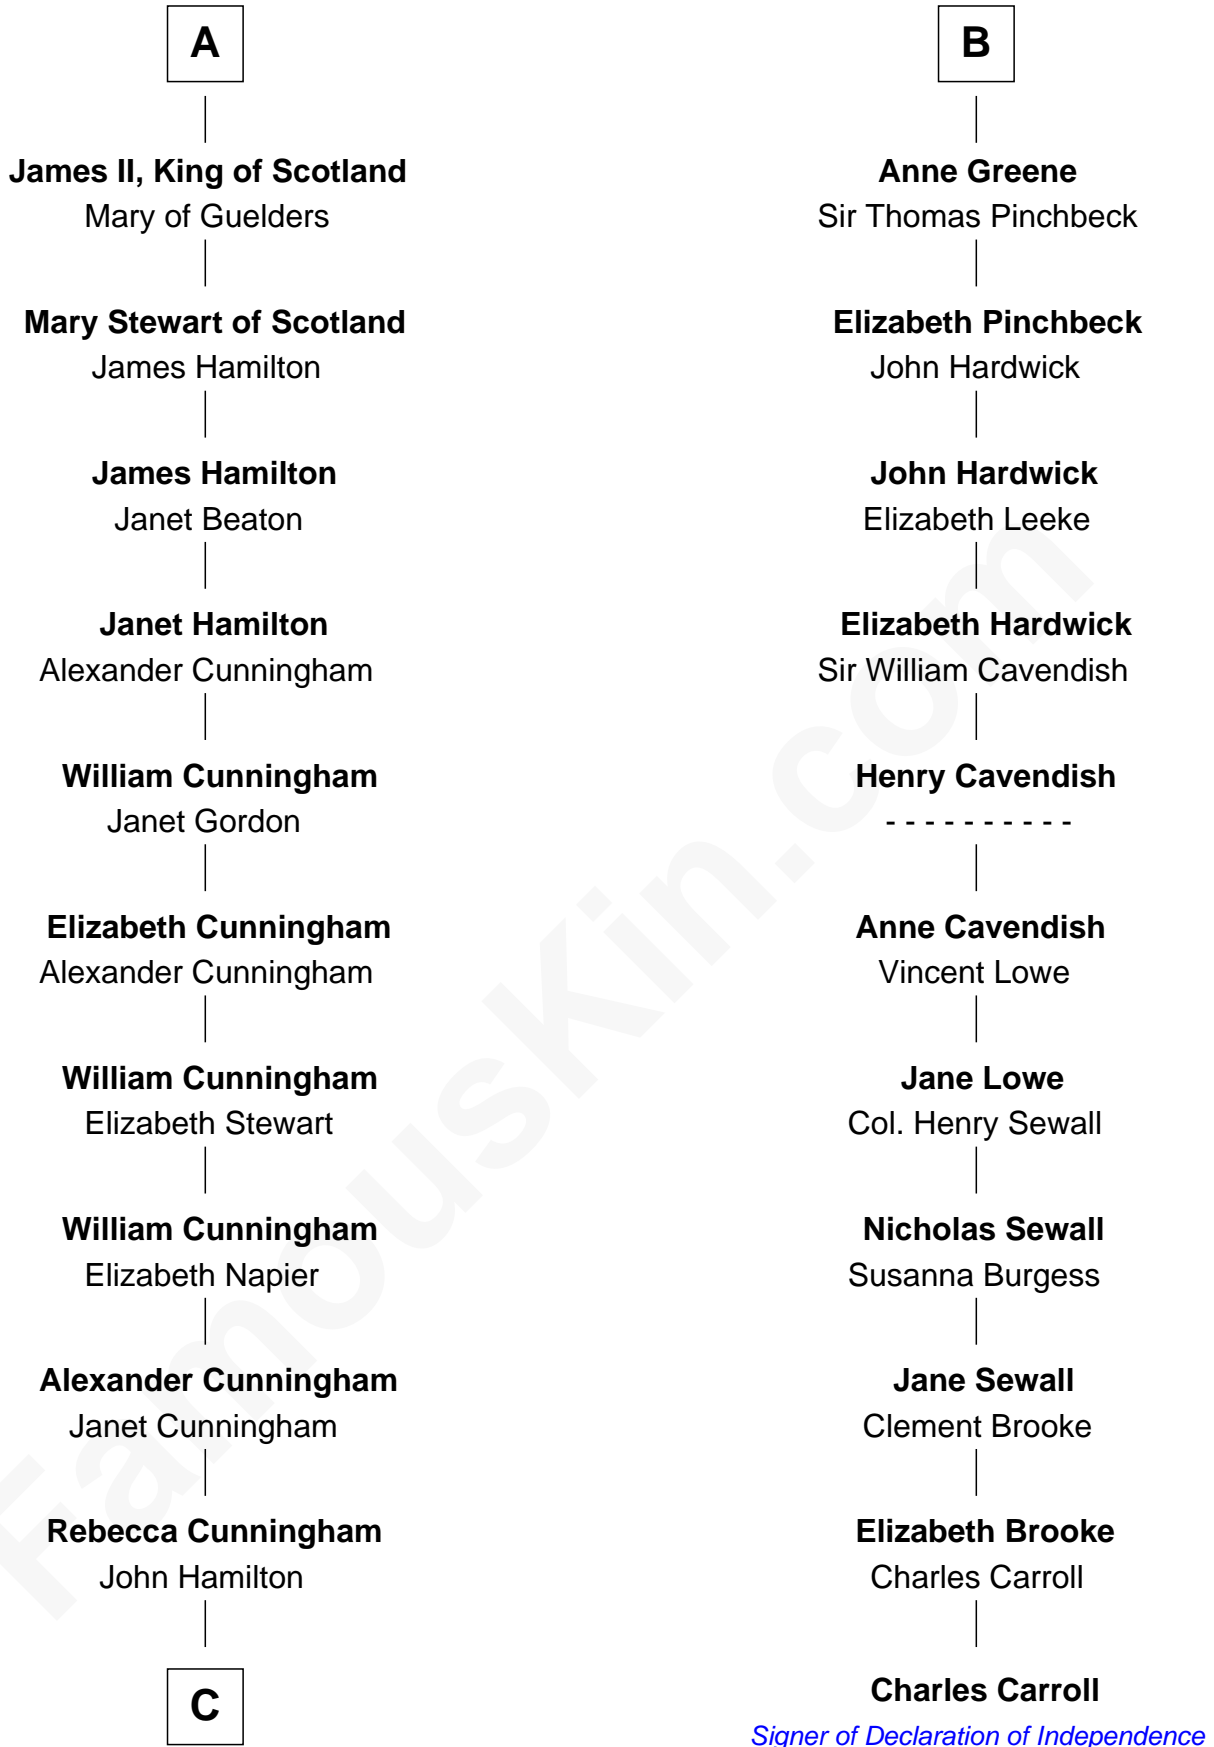 A
James II, King of Scotland
Mary of Guelders
Mary Stewart of Scotland
James Hamilton
James Hamilton
Janet Beaton
Janet Hamilton
Alexander Cunningham
William Cunningham
Janet Gordon
Elizabeth Cunningham
Alexander Cunningham
William Cunningham
Elizabeth Stewart
William Cunningham
Elizabeth Napier
Alexander Cunningham
Janet Cunningham
Rebecca Cunningham
John Hamilton
C
B
Anne Greene
Sir Thomas Pinchbeck
Elizabeth Pinchbeck
John Hardwick
John Hardwick
Elizabeth Leeke
Elizabeth Hardwick
Sir William Cavendish
Henry Cavendish
- - - - - - - - - -
Anne Cavendish
Vincent Lowe
Jane Lowe
Col. Henry Sewall
Nicholas Sewall
Susanna Burgess
Jane Sewall
Clement Brooke
Elizabeth Brooke
Charles Carroll
Charles Carroll
Signer of Declaration of Independence
FamousKin.com